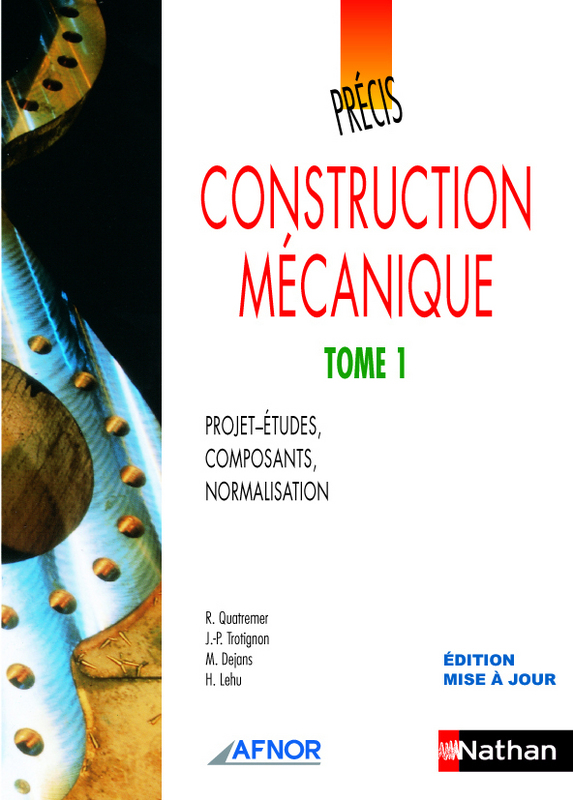 PRÉCIS
CONSTRUCTION
MÉCANIQUE
TOME 1
PROJET–ÉTUDES,
COMPOSANTS,
NORMALISATION
R. Quatremer
J.-P. Trotignon
M. Dejans
H. Lehu
ÉDITION
MISE À JOUR
AFNOR
Nathan